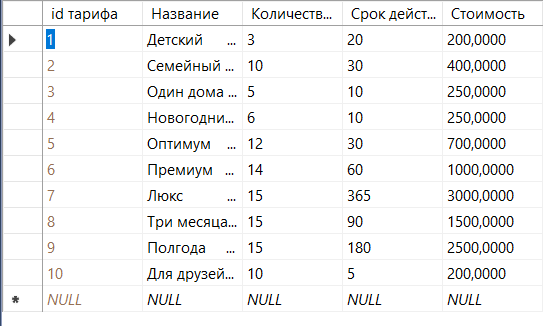 id тарифа Название Количеств... Срок дейст... Стоимость
1 Детский ... 3 20 200,0000
2 Семейный ... 10 30 400,0000
3 Один дома ... 5 10 250,0000
4 Новогодни... 6 10 250,0000
5 Оптимум ... 12 30 700,0000
6 Премиум ... 14 60 1000,0000
7 Люкс ... 15 365 3000,0000
8 Три месяца... 15 90 1500,0000
9 Полгода ... 15 180 2500,0000
10 Для друзей... 10 5 200,0000
NULL NULL NULL NULL NULL